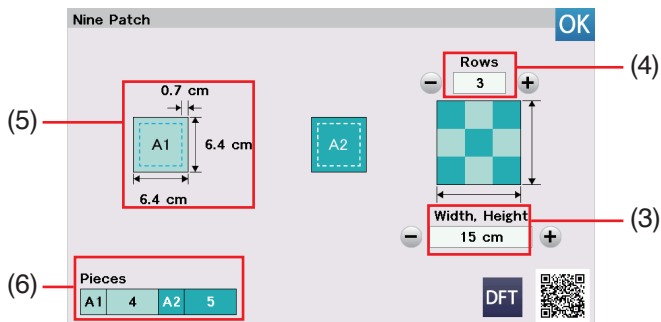 Nine Patch
OK
Rows
(4)
3
0.7 cm
(5)
A1
6.4 cm
A2
6.4 cm
Width, Height
(3)
15 cm
(6)
Pieces
A1 4 A2 5
DFT